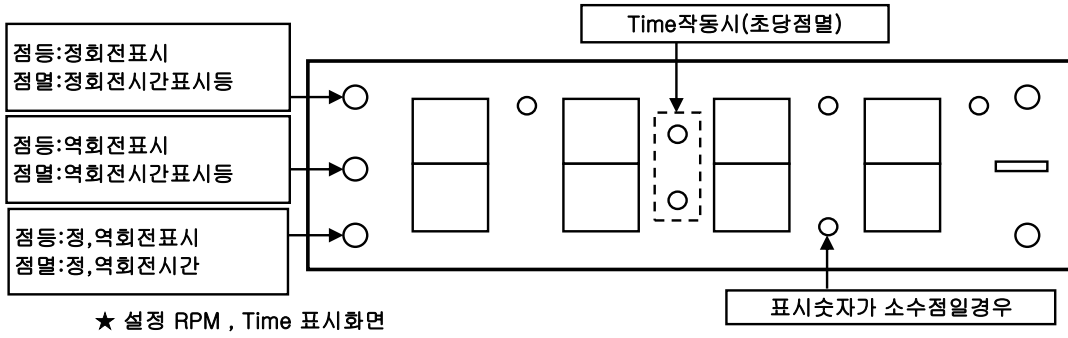 Time작동시(초당점멸)
점등:정회전표시
점멸:정회전시간표시등
점등:역회전표시
점멸:역회전시간표시등
점등:정,역회전표시
점멸:정,역회전시간
표시숫자가 소수점일경우
★ 설정 RPM , Time 표시화면